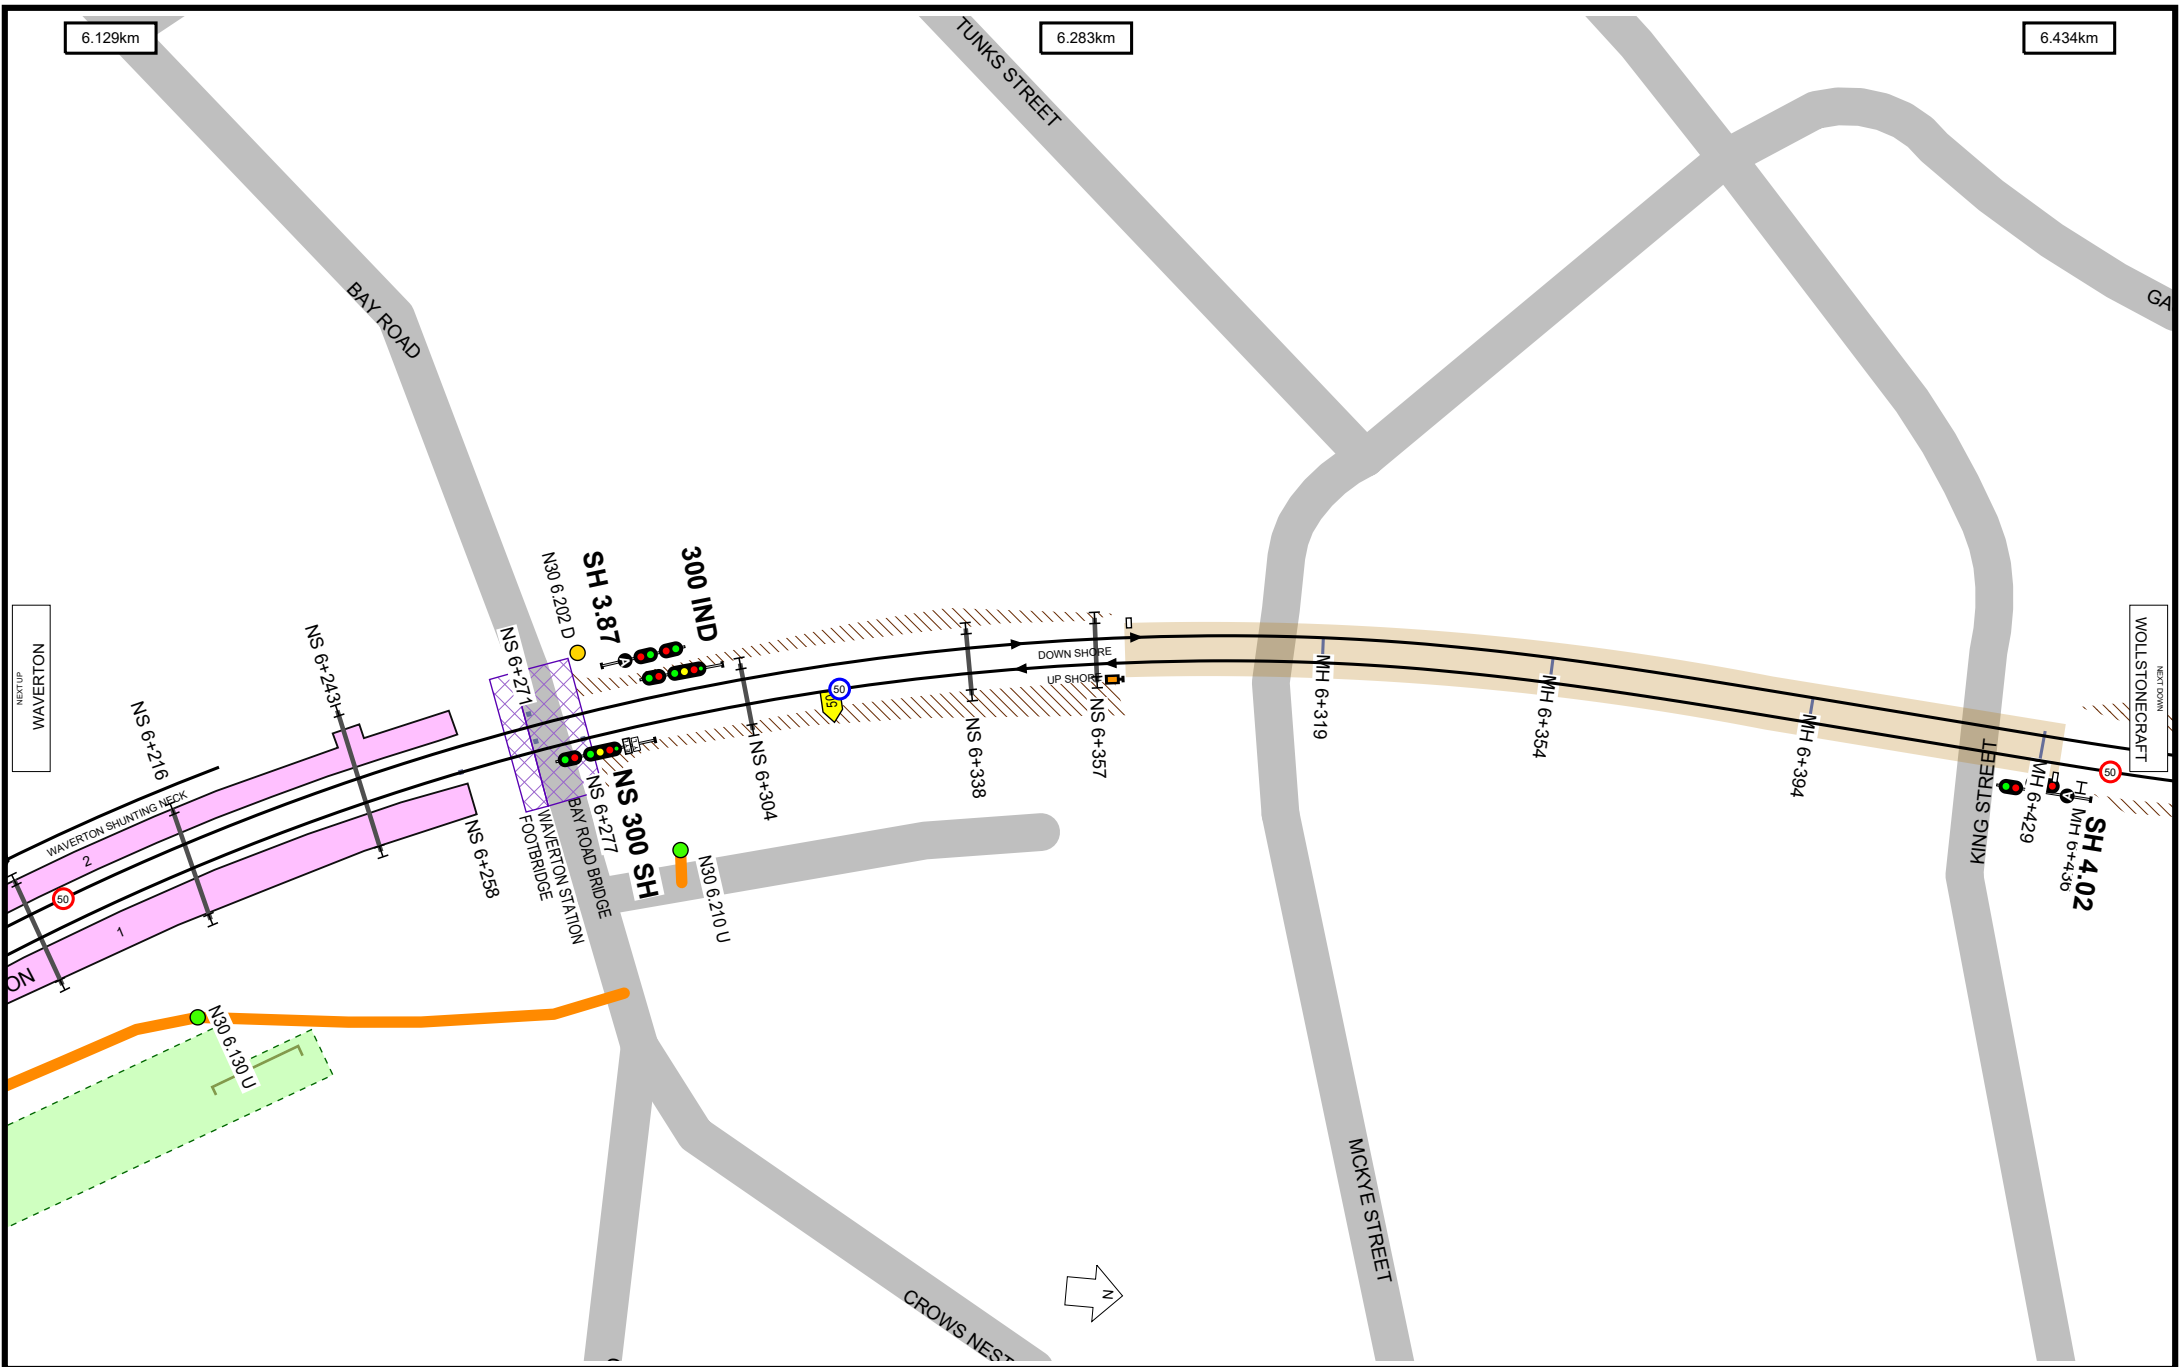 6.129km
6.283km
6.434km
TUNKS STREET
BAY ROAD
GA
NEXT UP
WAVERTON
NS 6+216
NS 6+243
NS 6+271
N30 6.202 D
SH 3.87
A
300 IND
50
50
DOWN SHORE
UP SHORE
NS 6+304
NS 6+338
NS 6+357
MH 6+319
MH 6+354
MH 6+394
KING STREET
MH 6+429
MH 6+436
A
SH 4.02
50
WOLLSTONECRAFT
NEXT DOWN
WAVERTON SHUNTING NECK
2
50
1
ON
NS 6+258
FOOTBRIDGE
WAVERTON STATION
BAY ROAD BRIDGE
NS 6+277
NS 300 SH
N30 6.210 U
N30 6.130 U
MCKYE STREET
CROWS NEST
N